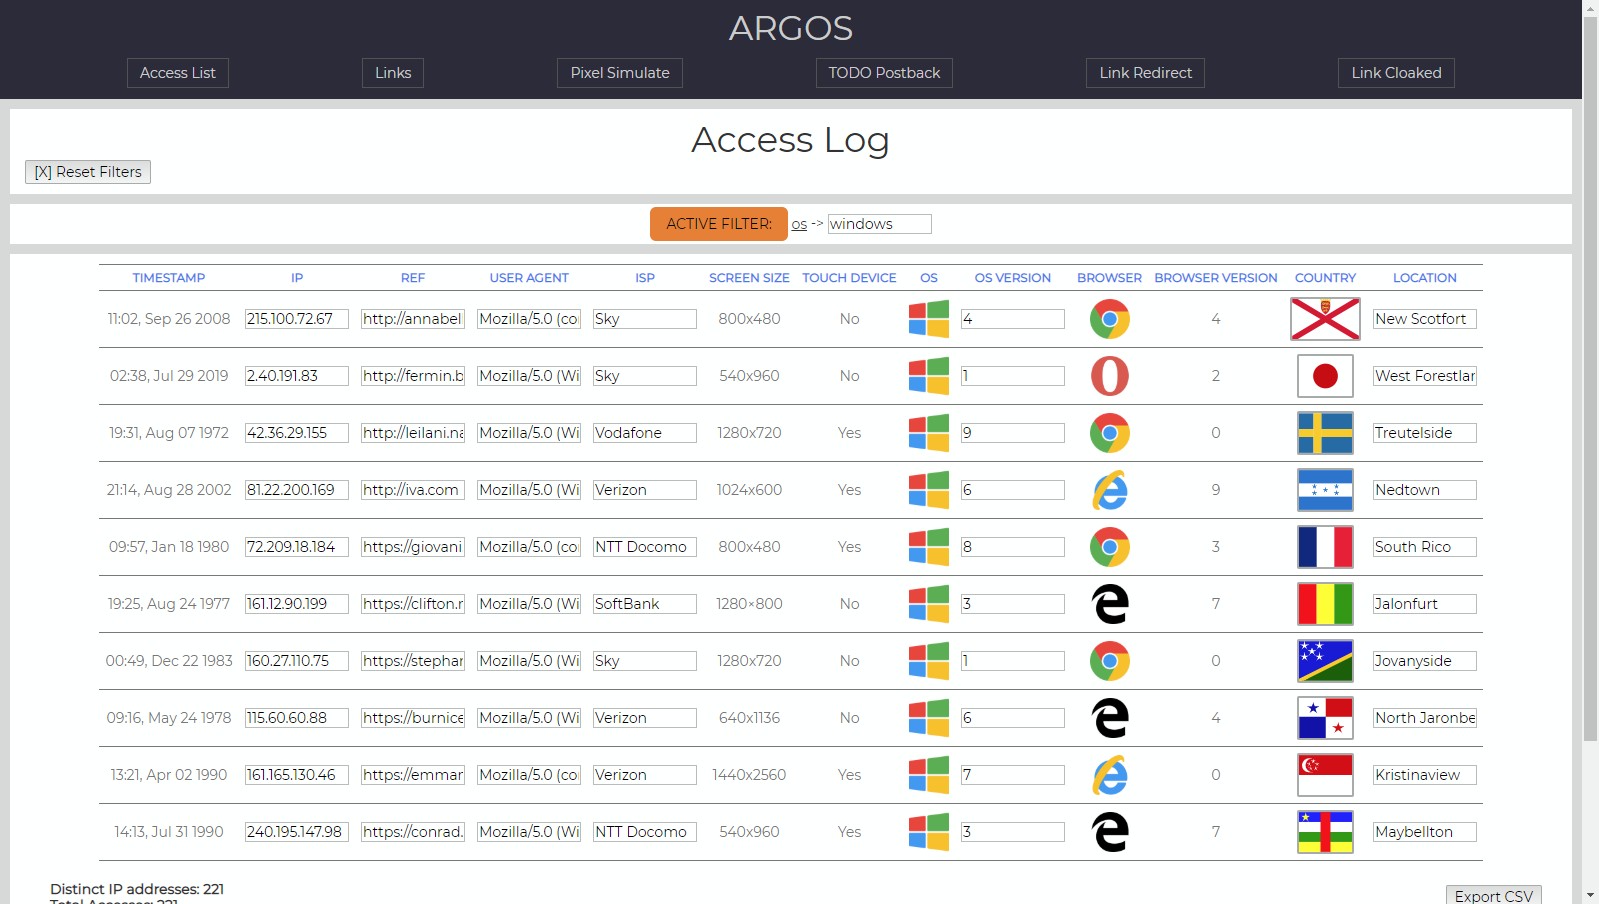 ARGOS
Access List Links Pixel Simulate TODO Postback Link Redirect Link Cloaked
Access Log
[X] Reset Filters
ACTIVE FILTER: os -> windows
TIMESTAMP IP REF USER AGENT ISP SCREEN SIZE TOUCH DEVICE OS OS VERSION BROWSER BROWSER VERSION COUNTRY LOCATION
11:02, Sep 26 2008 215.100.72.67 http://annabel Mozilla/5.0 (co Sky 800x480 No 4 4 New Scotfort
02:38, Jul 29 2019 2.40.191.83 http://fermin.b Mozilla/5.0 (Wi Sky 540x960 No 1 2 West Forestlar
19:31, Aug 07 1972 42.36.29.155 http://leilani.na Mozilla/5.0 (Wi Vodafone 1280x720 Yes 9 0 Treutelside
21:14, Aug 28 2002 81.22.200.169 http://iva.com Mozilla/5.0 (Wi Verizon 1024x600 Yes 6 9 Nedtown
09:57, Jan 18 1980 72.209.18.184 https://giovani Mozilla/5.0 (co NTT Docomo 800x480 Yes 8 3 South Rico
19:25, Aug 24 1977 161.12.90.199 https://clifton.r Mozilla/5.0 (Wi SoftBank 1280×800 No 3 7 Jalonfurt
00:49, Dec 22 1983 160.27.110.75 https://stephar Mozilla/5.0 (Wi Sky 1280x720 No 1 0 Jovanyside
09:16, May 24 1978 115.60.60.88 https://burnice Mozilla/5.0 (Wi Verizon 640x1136 No 6 4 North Jaronbe
13:21, Apr 02 1990 161.165.130.46 https://emmar Mozilla/5.0 (co Verizon 1440x2560 Yes 7 0 Kristinaview
14:13, Jul 31 1990 240.195.147.98 https://conrad. Mozilla/5.0 (Wi NTT Docomo 540x960 Yes 3 7 Maybellton
Distinct IP addresses: 221
Export CSV
Total Accesses: 221